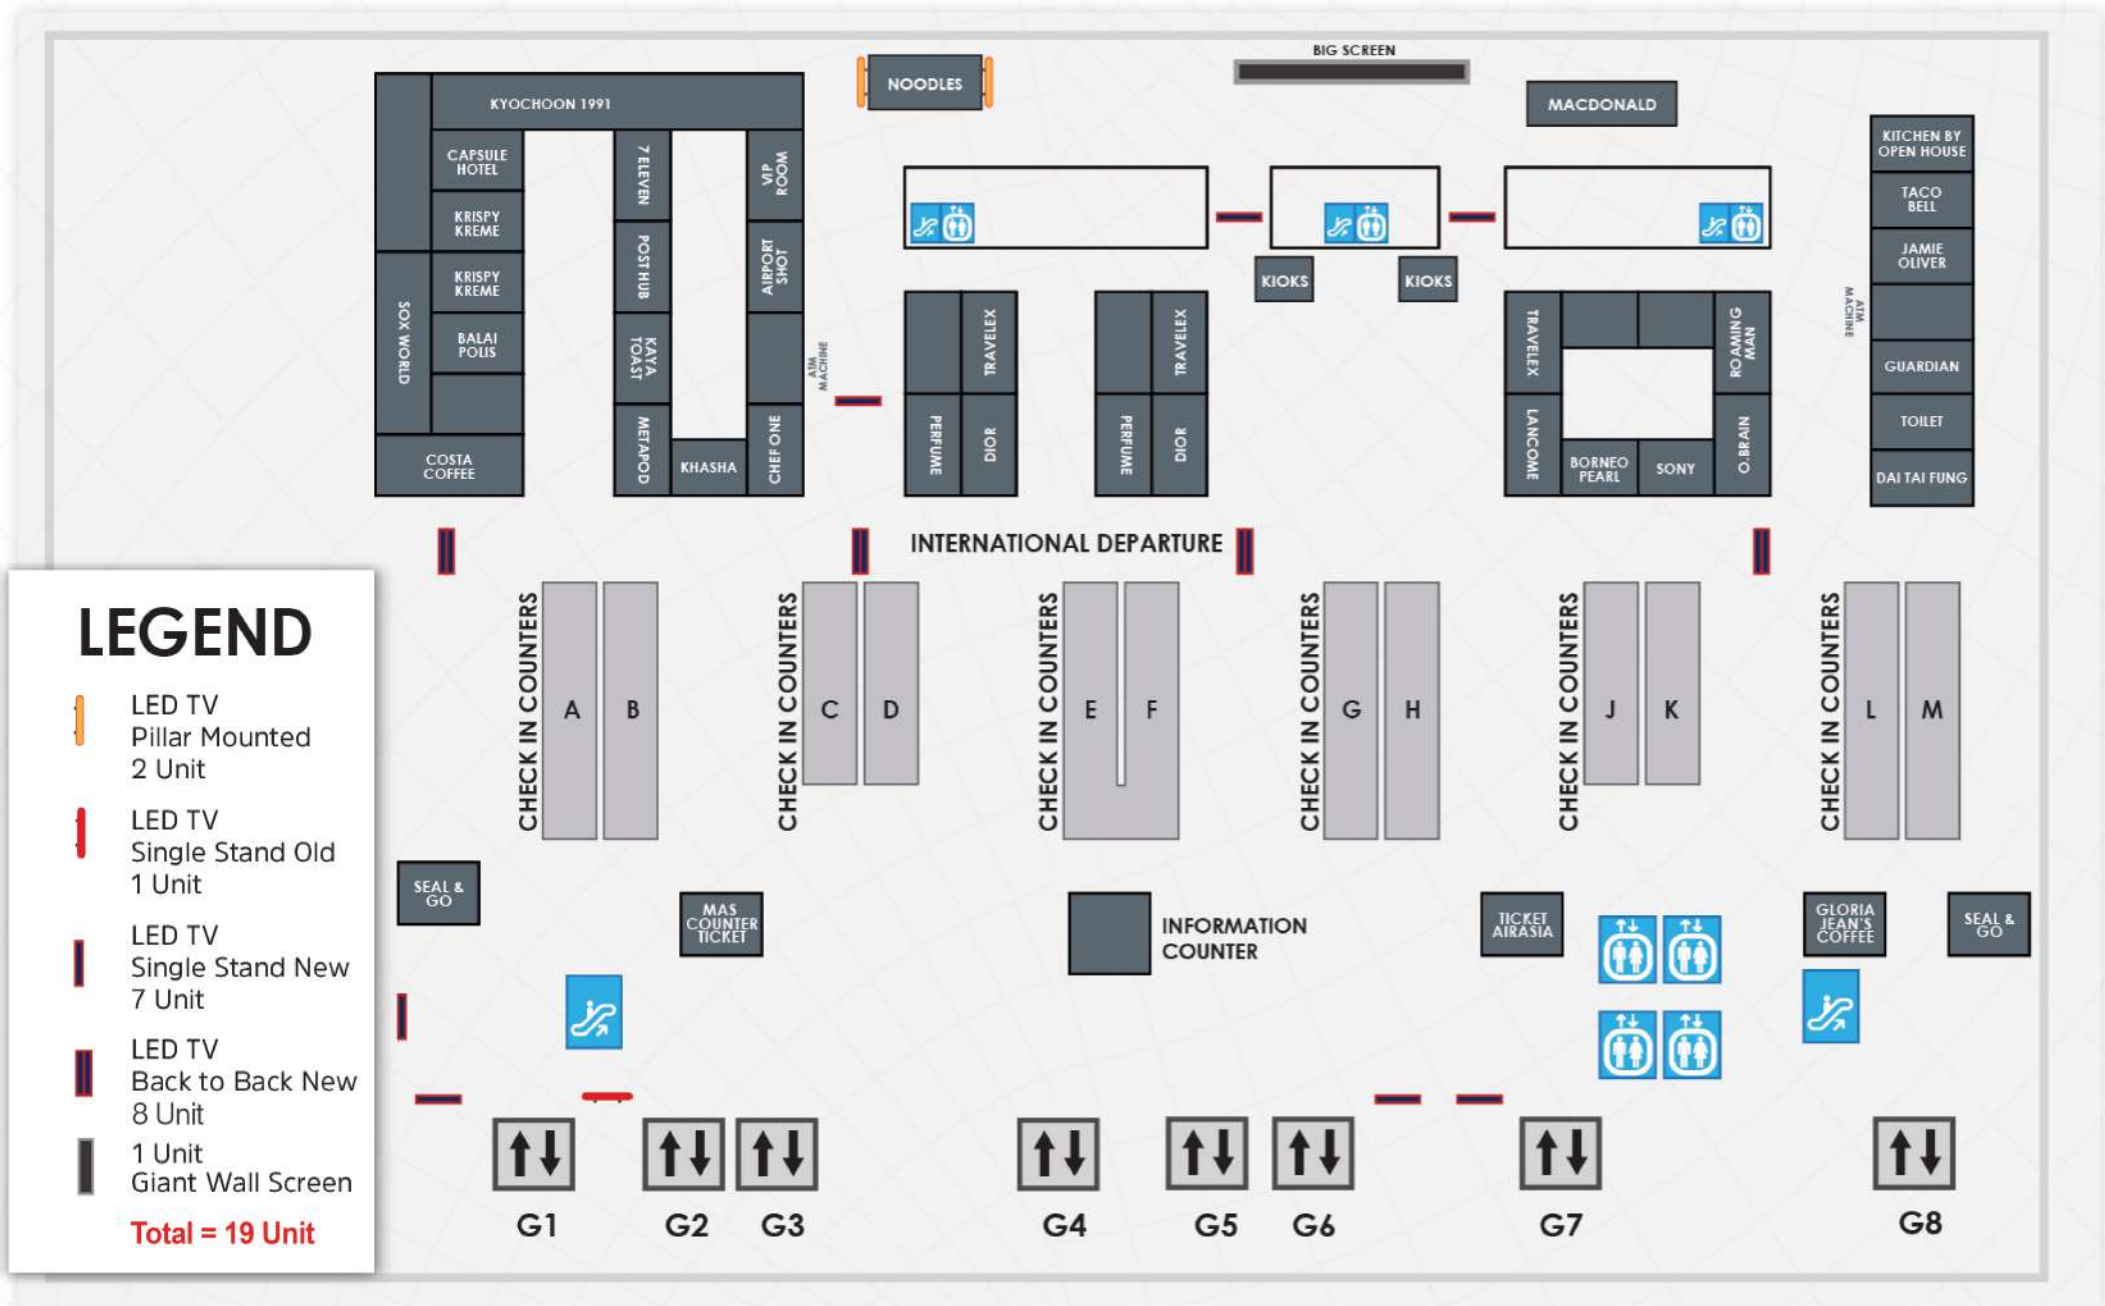 BIG SCREEN
NOODLES
MACDONALD
KYOCHOON 1991
CAPSULE
HOTEL
KRISPY
KREME
KRISPY
KREME
BALAI
POLIS
SOX WORLD
COSTA
COFFEE
7 ELEVEN
POST HUB
KAYA
TOAST
METAPOD
KHASHA
VIP
ROOM
AIRPORT
SHOT
CHEF ONE
ATM
MACHINE
TRAVELEX
PERFUME
DIOR
TRAVELEX
PERFUME
DIOR
KIOKS
KIOKS
TRAVELEX
LANCOME
BORNEO
PEARL
SONY
ROAMING
MAN
O.BRAIN
ATM
MACHINE
KITCHEN BY
OPEN HOUSE
TACO
BELL
JAMIE
OLIVER
GUARDIAN
TOILET
DAI TAI FUNG
INTERNATIONAL DEPARTURE
CHECK IN COUNTERS
A
B
CHECK IN COUNTERS
C
D
CHECK IN COUNTERS
E
F
CHECK IN COUNTERS
G
H
CHECK IN COUNTERS
J
K
CHECK IN COUNTERS
L
M
SEAL &
GO
MAS
COUNTER
TICKET
INFORMATION
COUNTER
TICKET
AIRASIA
GLORIA
JEAN'S
COFFEE
SEAL &
GO
G1
G2
G3
G4
G5
G6
G7
G8
LEGEND
LED TV
Pillar Mounted
2 Unit
LED TV
Single Stand Old
1 Unit
LED TV
Single Stand New
7 Unit
LED TV
Back to Back New
8 Unit
1 Unit
Giant Wall Screen
Total = 19 Unit